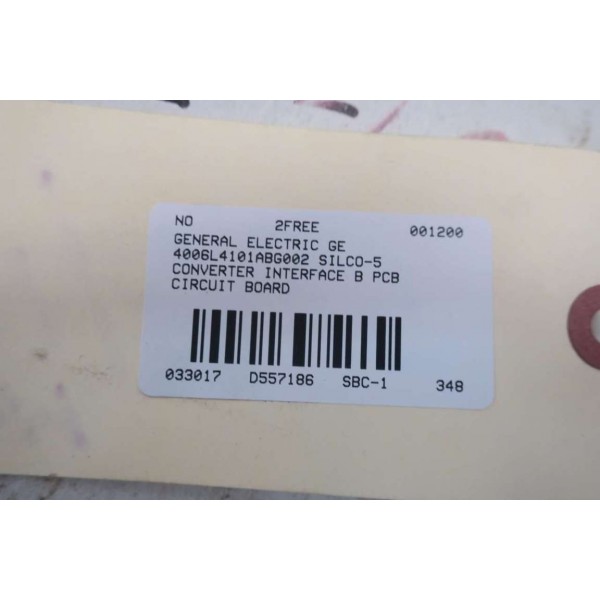 NO 2FREE 001200
GENERAL ELECTRIC GE
4006L4101ABG002 SILCO-5
CONVERTER INTERFACE B PCB
CIRCUIT BOARD
033017 D557186 SBC-1 348